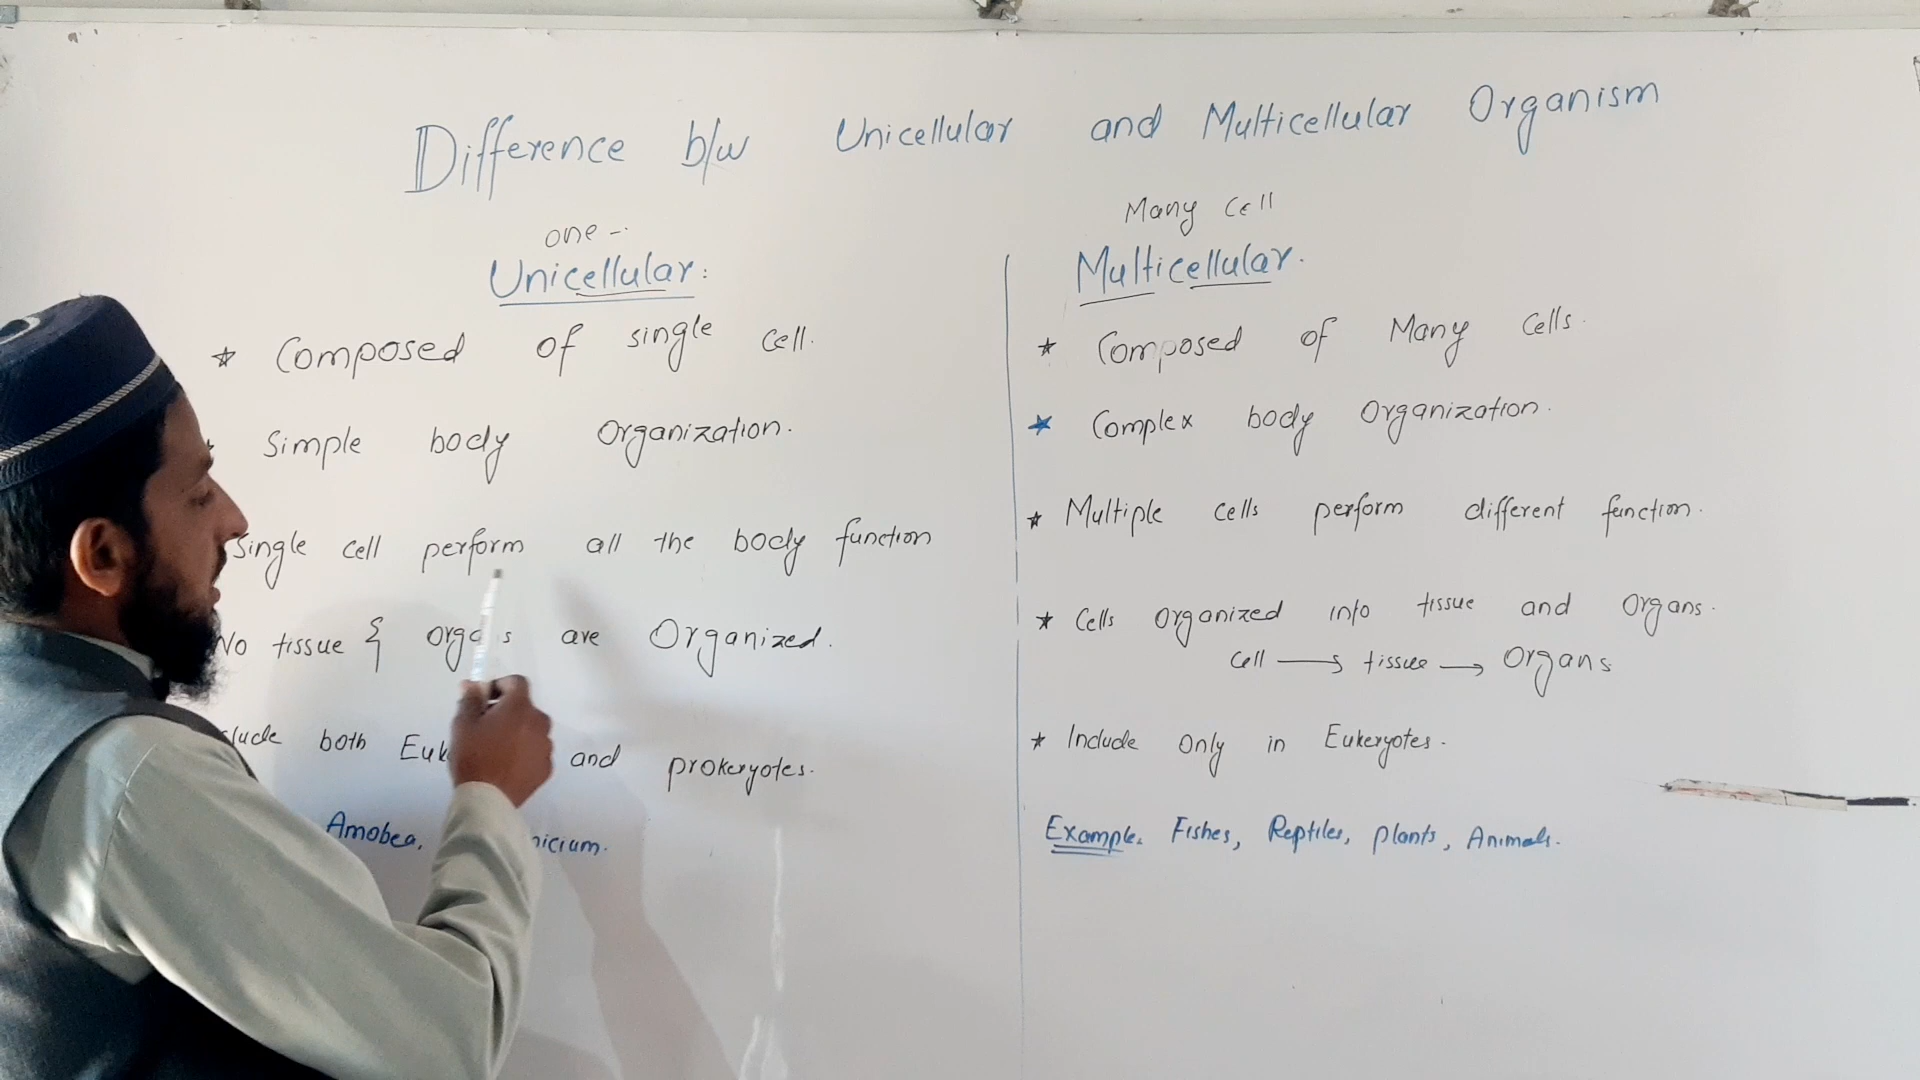 Difference b/w Unicellular and Multicellular Organism
one -
Unicellular:
* Composed of single cell.
* Simple body Organization.
Single cell perform all the body function
No tissue & organs are Organized.
both and prokeryotes.
Amobea,
Many Cell
Multicellular.
* Composed of Many Cells.
* Complex body Organization.
* Multiple cells perform different function.
* Cells Organized into tissue and Organs.
Cell → tissue → Organs
* Include Only in Eukeryotes.
Example. Fishes, Reptiles, plants, Animals.